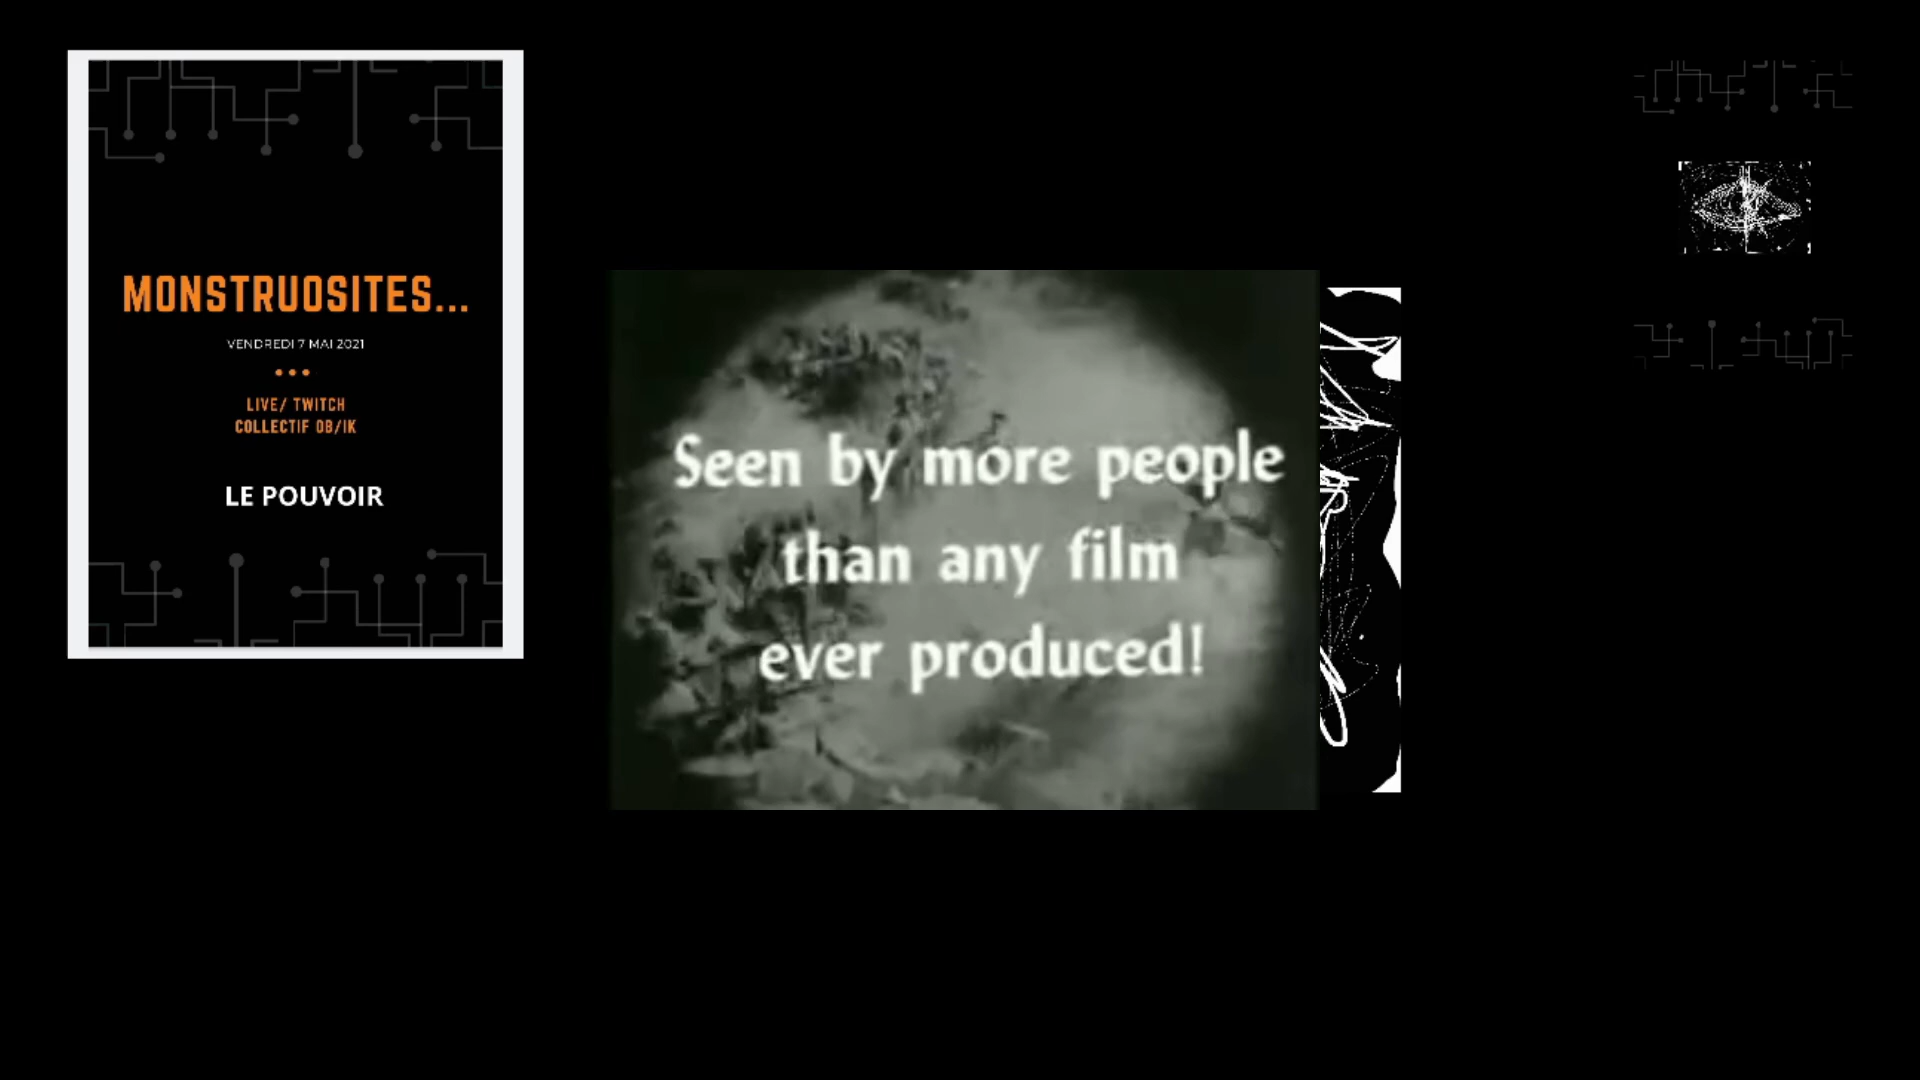 MONSTRUOSITES...
VENDREDI 7 MAI 2021
LIVE/ TWITCH
COLLECTIF OB/IK
LE POUVOIR
Seen by more people
than any film
ever produced!